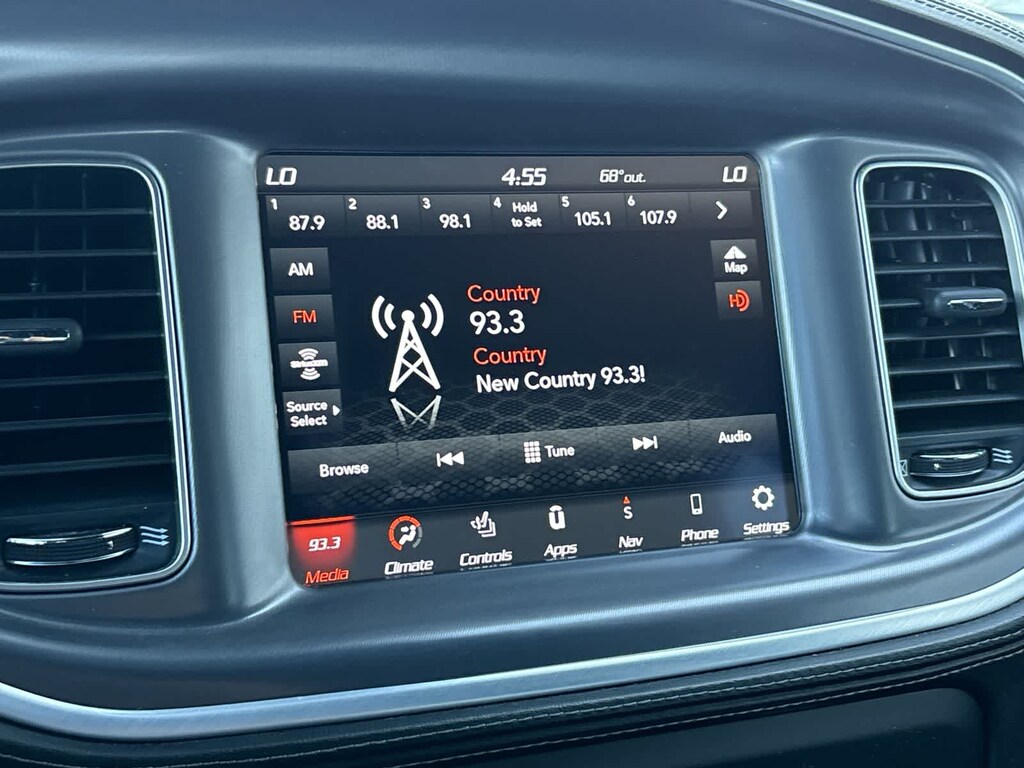 LO 4:55 68°out. LO
1 87.9 2 88.1 3 98.1 4 Hold to Set 5 105.1 6 107.9
AM
Map
FM
HD
Country
93.3
SiriusXM
Country
New Country 93.3!
Source
Select
Browse Tune Audio
93.3
Media Climate Controls Apps S Nav Phone Settings